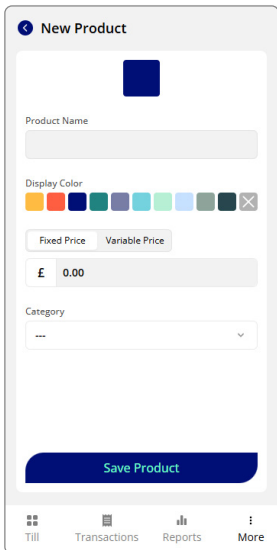 New Product
Product Name
Display Color
Fixed Price Variable Price
£ 0.00
Category
---
Save Product
Till Transactions Reports More